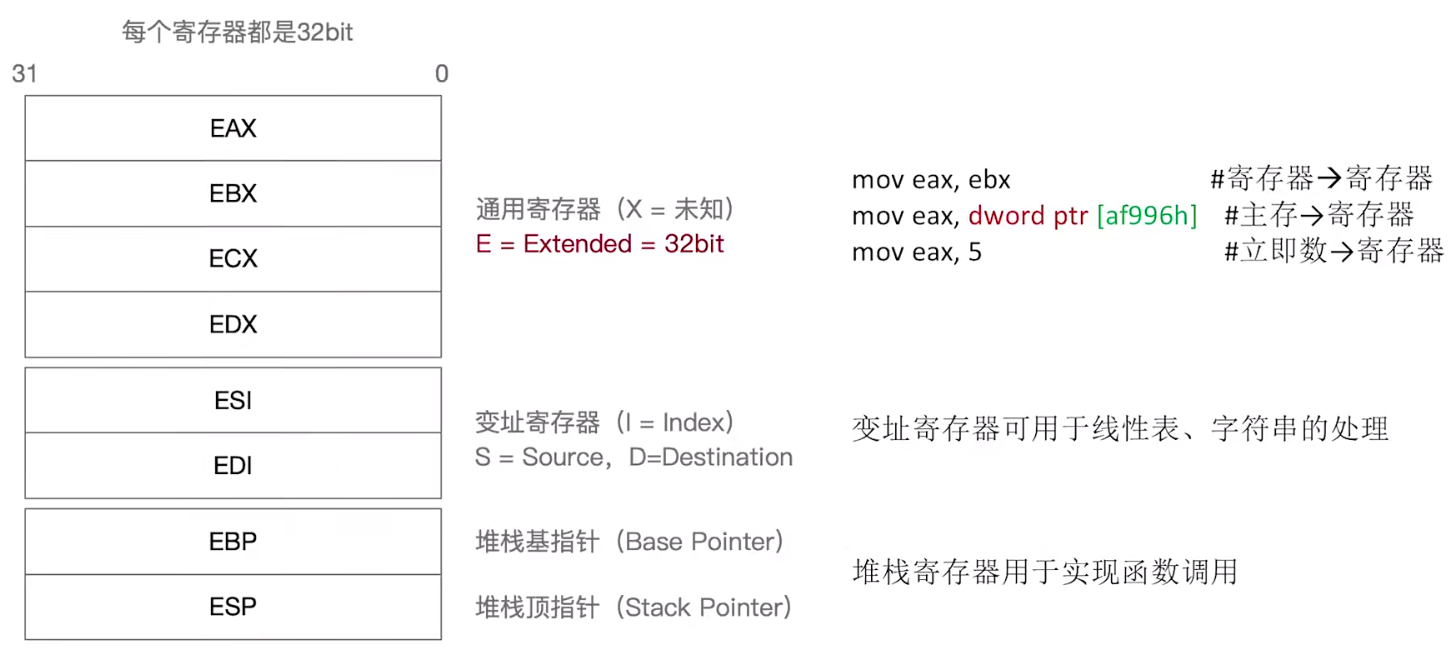 每个寄存器都是32bit
31 0
EAX
EBX
ECX
EDX
通用寄存器（X = 未知）
E = Extended = 32bit
mov eax, ebx #寄存器→寄存器
mov eax, dword ptr [af996h] #主存→寄存器
mov eax, 5 #立即数→寄存器
ESI
EDI
变址寄存器（I = Index）
S = Source，D=Destination
变址寄存器可用于线性表、字符串的处理
EBP
ESP
堆栈基指针（Base Pointer）
堆栈顶指针（Stack Pointer）
堆栈寄存器用于实现函数调用